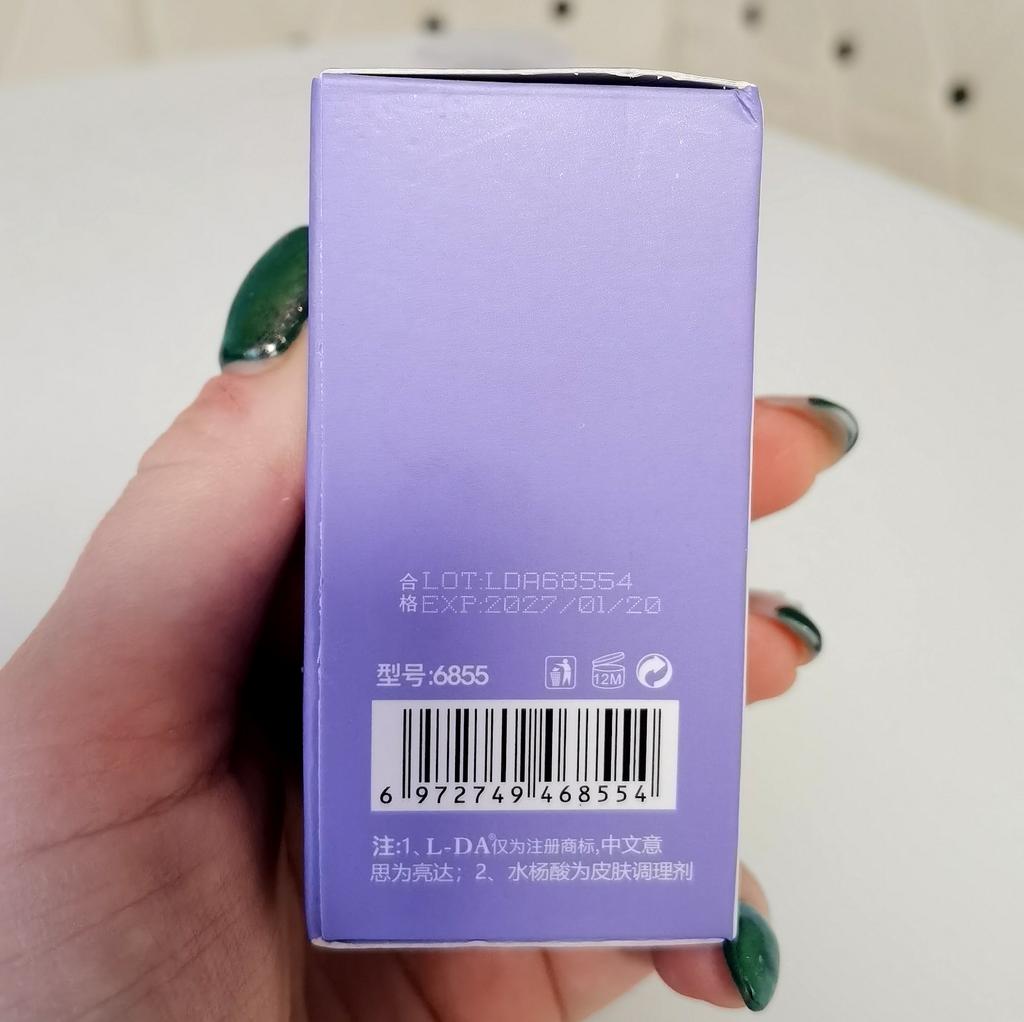 合LOT:LDA68554
格EXP:2027/01/20
型号:6855
12M
6 972749 468554
注:1、L-DA®仅为注册商标,中文意
思为亮达；2、水杨酸为皮肤调理剂